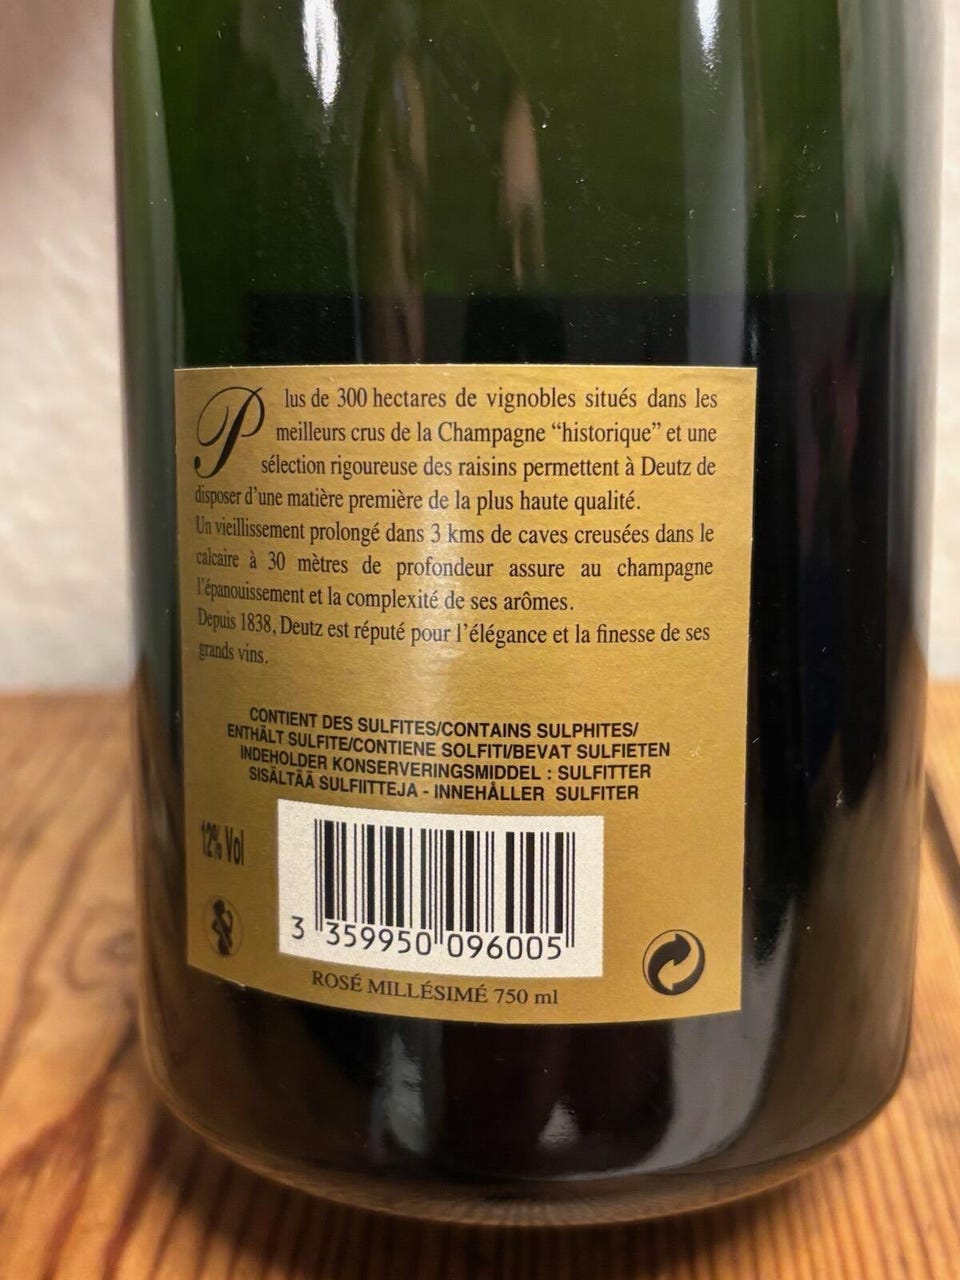 Plus de 300 hectares de vignobles situés dans les
meilleurs crus de la Champagne “historique” et une
sélection rigoureuse des raisins permettent à Deutz de
disposer d’une matière première de la plus haute qualité.
Un vieillissement prolongé dans 3 kms de caves creusées dans le
calcaire à 30 mètres de profondeur assure au champagne
l’épanouissement et la complexité de ses arômes.
Depuis 1838, Deutz est réputé pour l’élégance et la finesse de ses
grands vins.
CONTIENT DES SULFITES/CONTAINS SULPHITES/
ENTHÄLT SULFITE/CONTIENE SOLFITI/BEVAT SULFIETEN
INDEHOLDER KONSERVERINGSMIDDEL : SULFITTER
SISÄLTÄÄ SULFIITTEJA - INNEHÅLLER SULFITER
12% Vol
3 359950 096005
ROSÉ MILLÉSIMÉ 750 ml